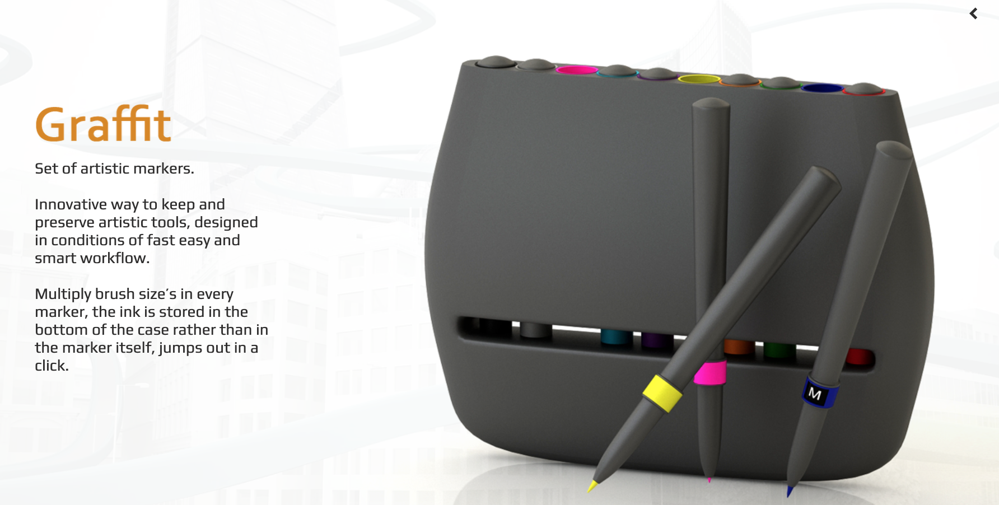 Graffit
Set of artistic markers.
Innovative way to keep and
preserve artistic tools, designed
in conditions of fast easy and
smart workflow.
Multiply brush size’s in every
marker, the ink is stored in the
bottom of the case rather than in
the marker itself, jumps out in a
click.
M